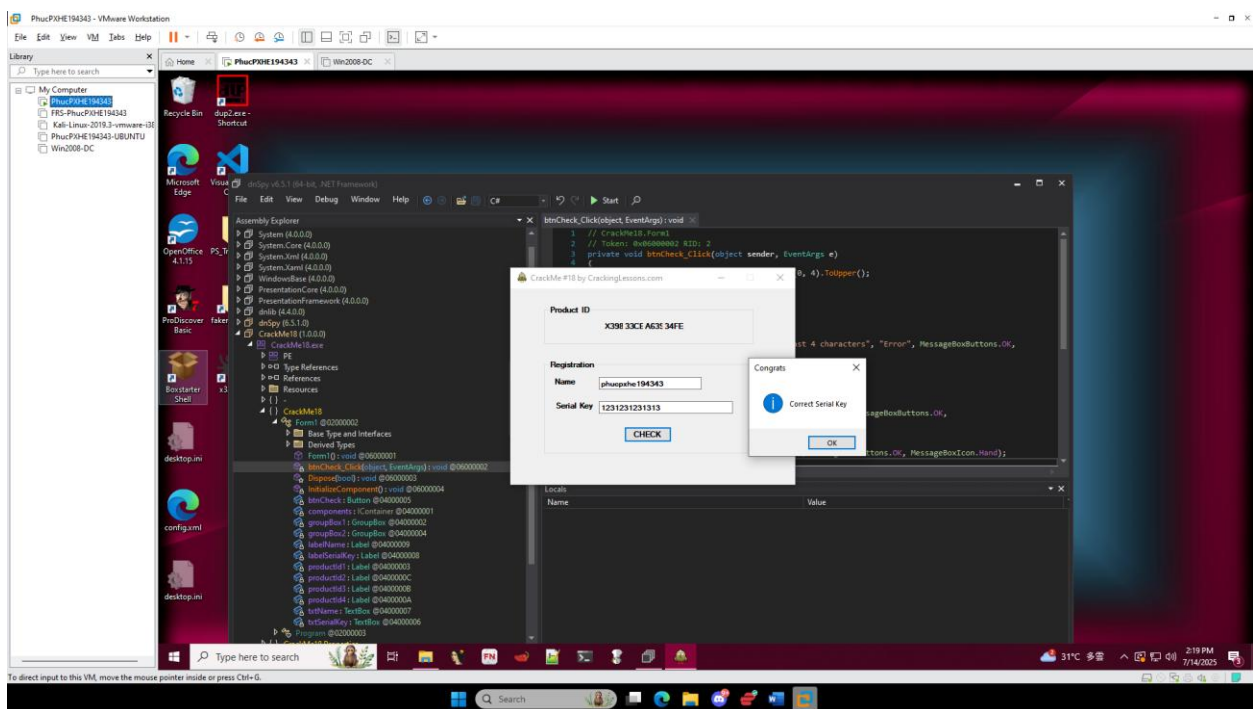 PhucPXHE194343 - VMware Workstation
File Edit View VM Tabs Help
Library
Type here to search
My Computer
PhucPXHE194343
FRS-PhucPXHE194343
Kali-Linux-2019.3-vmware-i38
PhucPXHE194343-UBUNTU
Win2008-DC
Home
PhucPXHE194343
Win2008-DC
Recycle Bin
dup2.exe - Shortcut
Microsoft Edge
OpenOffice 4.1.15
ProDiscover Basic
Boxstarter Shell
desktop.ini
config.xml
desktop.ini
dnSpy v6.5.1 (64-bit, .NET Framework)
File Edit View Debug Window Help C# Start
Assembly Explorer
System (4.0.0.0)
System.Core (4.0.0.0)
System.Xml (4.0.0.0)
System.Xaml (4.0.0.0)
WindowsBase (4.0.0.0)
PresentationCore (4.0.0.0)
PresentationFramework (4.0.0.0)
dnlib (4.4.0.0)
dnSpy (6.5.1.0)
CrackMe18 (1.0.0.0)
CrackMe18.exe
PE
Type References
References
Resources
{ } -
{ } CrackMe18
Form1 @02000002
Base Type and Interfaces
Derived Types
Form1() : void @06000001
btnCheck_Click(object, EventArgs) : void @06000002
Dispose(bool) : void @06000003
InitializeComponent() : void @06000004
btnCheck : Button @04000005
components : IContainer @04000001
groupBox1 : GroupBox @04000002
groupBox2 : GroupBox @04000004
labelName : Label @04000009
labelSerialKey : Label @04000008
productId1 : Label @04000003
productId2 : Label @0400000C
productId3 : Label @0400000B
productId4 : Label @0400000A
txtName : TextBox @04000007
txtSerialKey : TextBox @04000006
Program @02000003
btnCheck_Click(object, EventArgs) : void
1 // CrackMe18.Form1
2 // Token: 0x06000002 RID: 2
3 private void btnCheck_Click(object sender, EventArgs e)
4 {
0, 4).ToUpper();
st 4 characters", "Error", MessageBoxButtons.OK,
sageBoxButtons.OK,
ttons.OK, MessageBoxIcon.Hand);
Locals
Name Value
CrackMe #18 by CrackingLessons.com
Product ID
X398 33CE A635 34FE
Registration
Name phucpxhe194343
Serial Key 1231231231313
CHECK
Congrats
Correct Serial Key
OK
Type here to search
31°C 多雲
2:19 PM
7/14/2025
To direct input to this VM, move the mouse pointer inside or press Ctrl+G.
Search